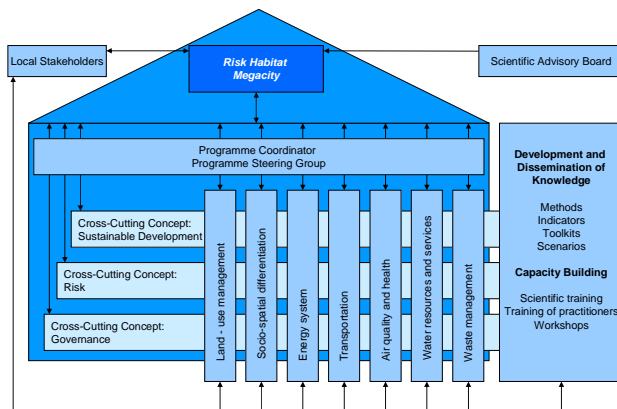 Local Stakeholders
Risk Habitat
Megacity
Scientific Advisory Board
Programme Coordinator
Programme Steering Group
Cross-Cutting Concept:
Sustainable Development
Cross-Cutting Concept:
Risk
Cross-Cutting Concept:
Governance
Land - use management
Socio-spatial differentiation
Energy system
Transportation
Air quality and health
Water resources and services
Waste management
Development and
Dissemination of
Knowledge
Methods
Indicators
Toolkits
Scenarios
Capacity Building
Scientific training
Training of practitioners
Workshops